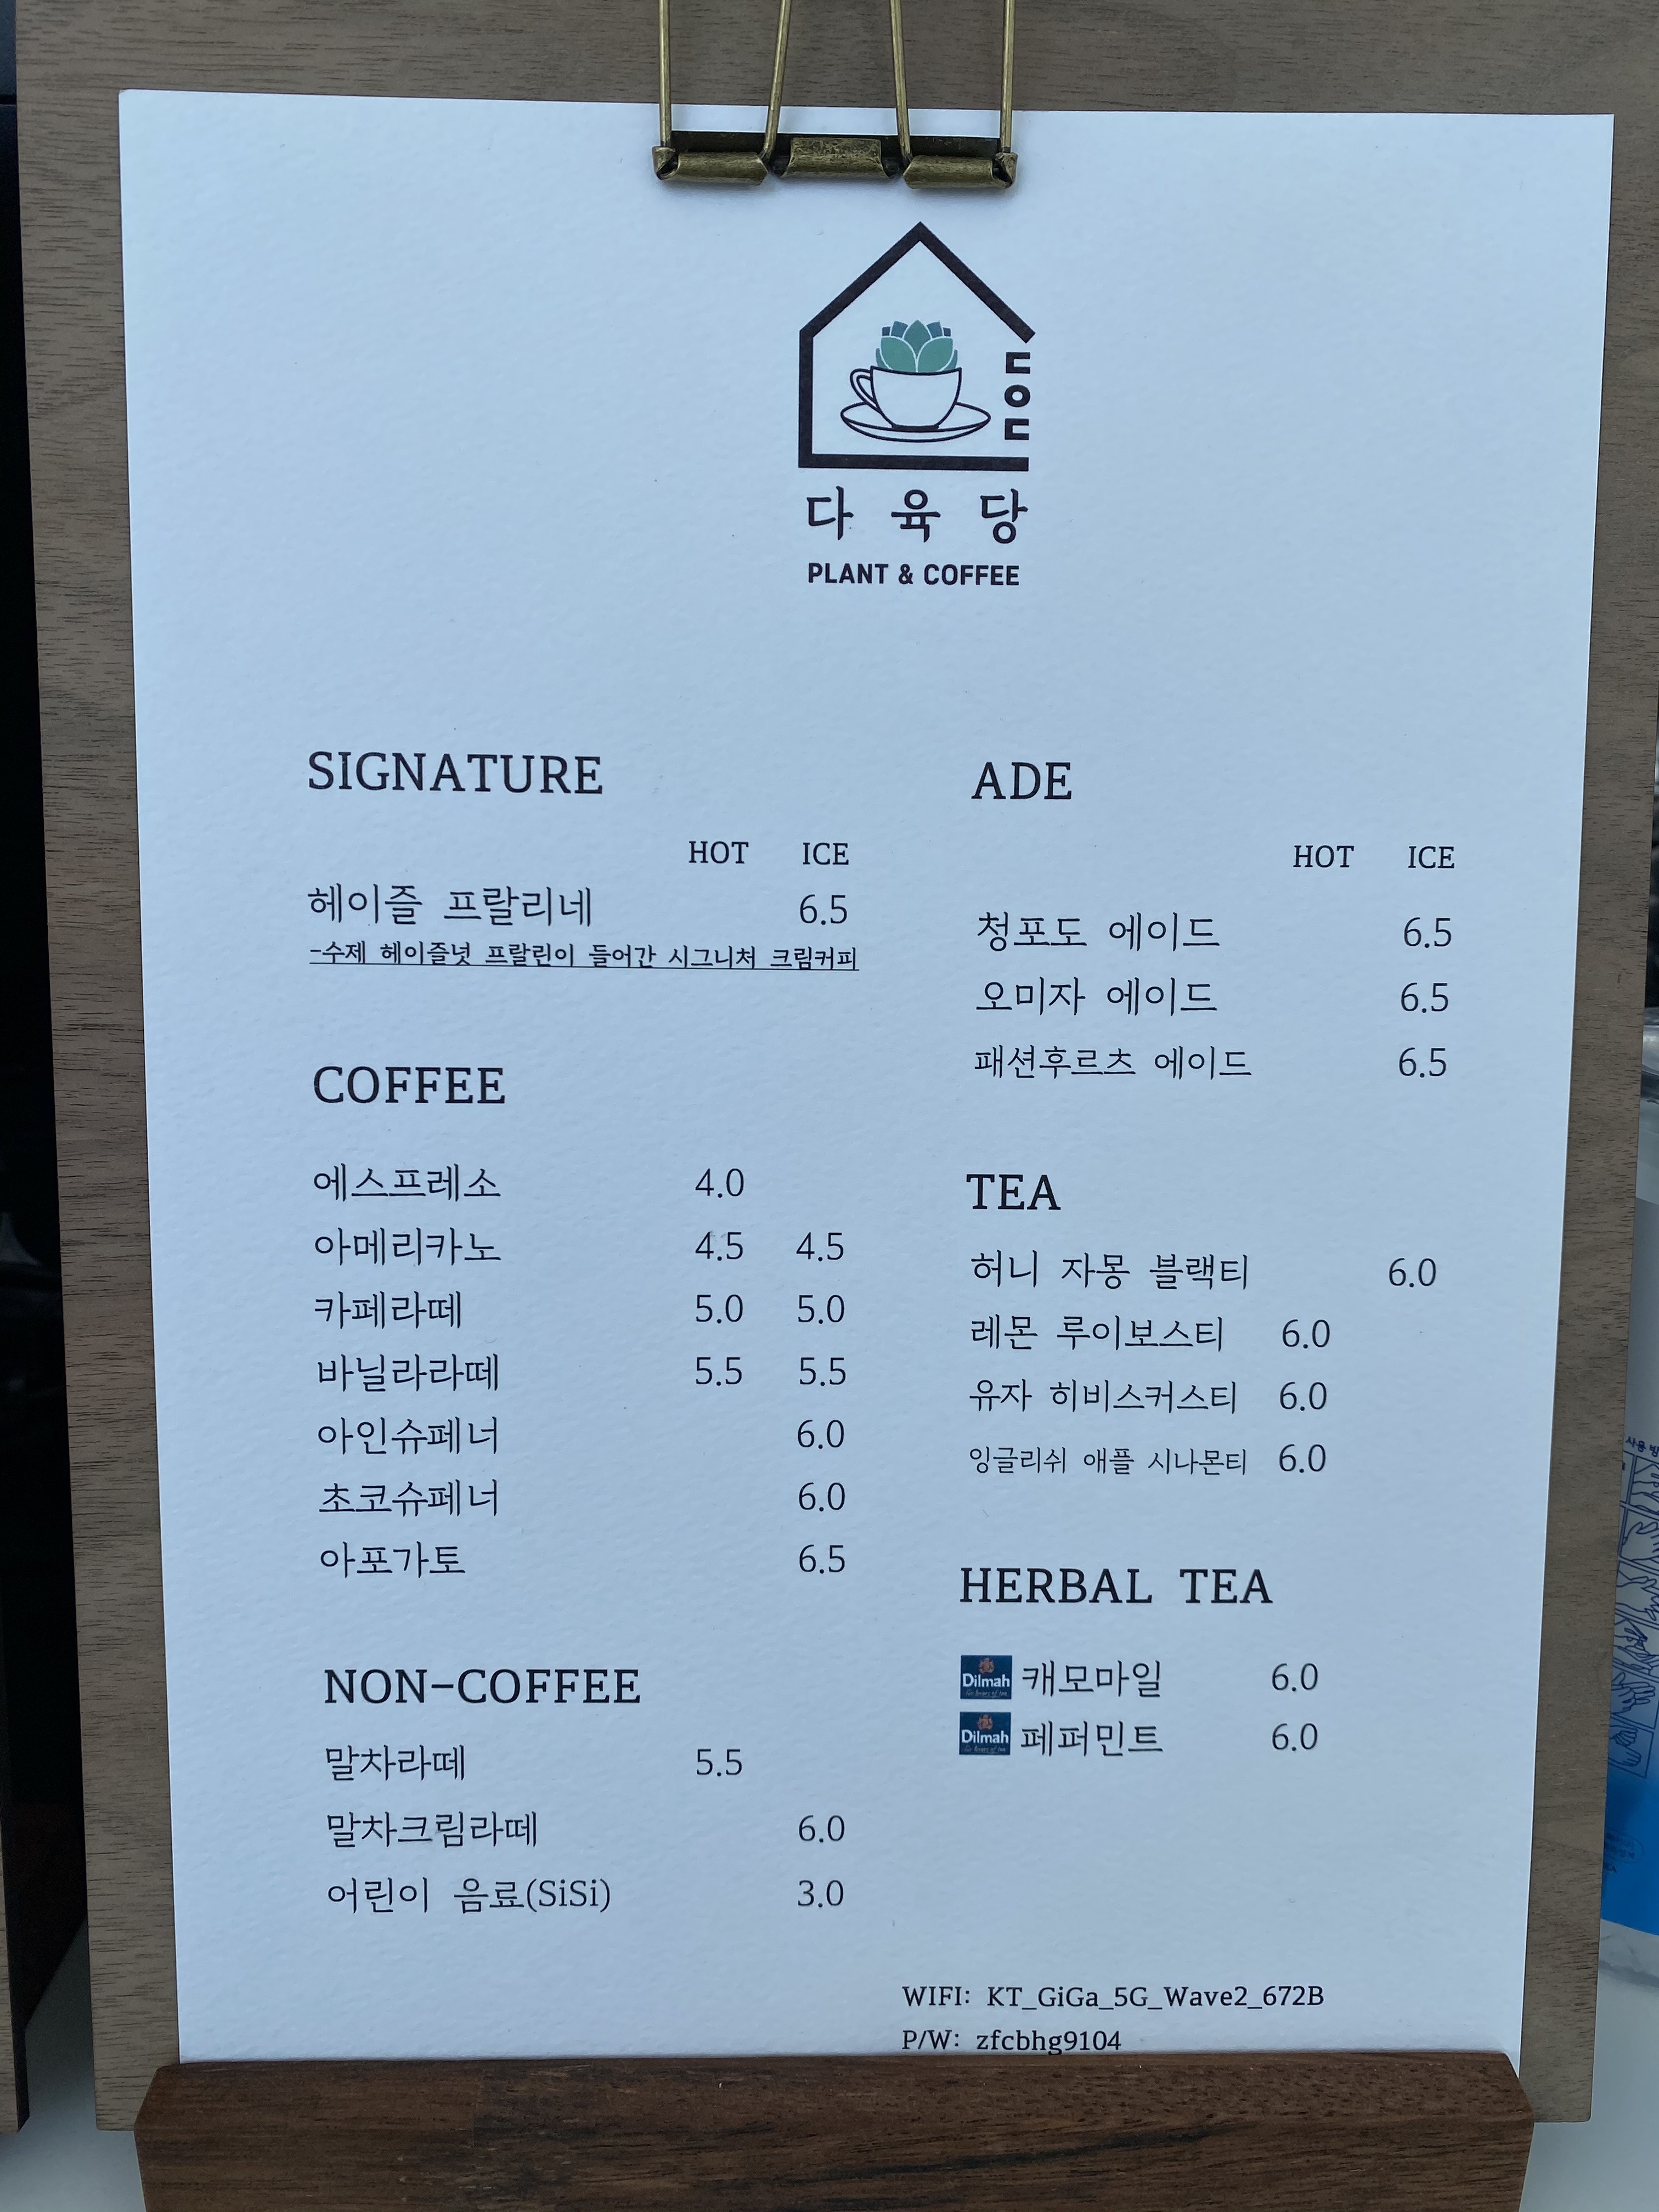 ㄷㅇㄷ
다육당
PLANT & COFFEE
SIGNATURE
HOT ICE
헤이즐 프랄리네 6.5
-수제 헤이즐넛 프랄린이 들어간 시그니처 크림커피
COFFEE
에스프레소 4.0
아메리카노 4.5 4.5
카페라떼 5.0 5.0
바닐라라떼 5.5 5.5
아인슈페너 6.0
초코슈페너 6.0
아포가토 6.5
NON-COFFEE
말차라떼 5.5
말차크림라떼 6.0
어린이 음료(SiSi) 3.0
ADE
HOT ICE
청포도 에이드 6.5
오미자 에이드 6.5
패션후르츠 에이드 6.5
TEA
허니 자몽 블랙티 6.0
레몬 루이보스티 6.0
유자 히비스커스티 6.0
잉글리쉬 애플 시나몬티 6.0
HERBAL TEA
Dilmah 캐모마일 6.0
Dilmah 페퍼민트 6.0
WIFI: KT_GiGa_5G_Wave2_672B
P/W: zfcbhg9104
사용